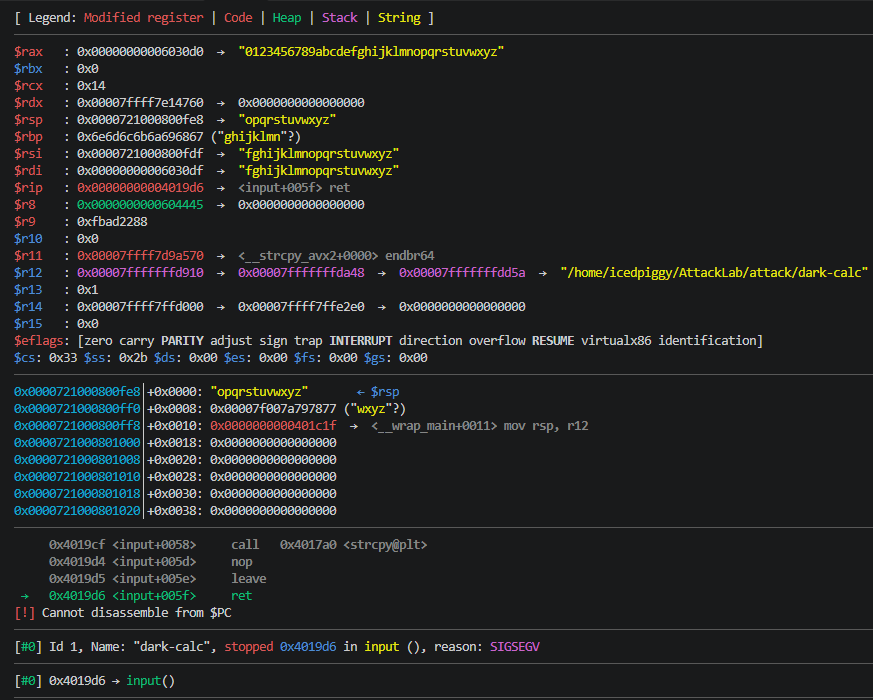 [ Legend: Modified register | Code | Heap | Stack | String ]
$rax   : 0x00000000006030d0  →  "0123456789abcdefghijklmnopqrstuvwxyz"
$rbx   : 0x0
$rcx   : 0x14
$rdx   : 0x00007ffff7e14760  →  0x0000000000000000
$rsp   : 0x0000721000800fe8  →  "opqrstuvwxyz"
$rbp   : 0x6e6d6c6b6a696867 ("ghijklmn"?)
$rsi   : 0x0000721000800fdf  →  "fghijklmnopqrstuvwxyz"
$rdi   : 0x00000000006030df  →  "fghijklmnopqrstuvwxyz"
$rip   : 0x00000000004019d6  →  <input+005f> ret
$r8    : 0x0000000000604445  →  0x0000000000000000
$r9    : 0xfbad2288
$r10   : 0x0
$r11   : 0x00007ffff7d9a570  →  <__strcpy_avx2+0000> endbr64
$r12   : 0x00007fffffffd910  →  0x00007fffffffda48  →  0x00007fffffffdd5a  →  "/home/icedpiggy/AttackLab/attack/dark-calc"
$r13   : 0x1
$r14   : 0x00007ffff7ffd000  →  0x00007ffff7ffe2e0  →  0x0000000000000000
$r15   : 0x0
$eflags: [zero carry PARITY adjust sign trap INTERRUPT direction overflow RESUME virtualx86 identification]
$cs: 0x33 $ss: 0x2b $ds: 0x00 $es: 0x00 $fs: 0x00 $gs: 0x00
0x0000721000800fe8│+0x0000: "opqrstuvwxyz"       ← $rsp
0x0000721000800ff0│+0x0008: 0x00007f007a797877 ("wxyz"?)
0x0000721000800ff8│+0x0010: 0x0000000000401c1f  →  <__wrap_main+0011> mov rsp, r12
0x0000721000801000│+0x0018: 0x0000000000000000
0x0000721000801008│+0x0020: 0x0000000000000000
0x0000721000801010│+0x0028: 0x0000000000000000
0x0000721000801018│+0x0030: 0x0000000000000000
0x0000721000801020│+0x0038: 0x0000000000000000
0x4019cf <input+0058>     call   0x4017a0 <strcpy@plt>
0x4019d4 <input+005d>     nop
0x4019d5 <input+005e>     leave
→  0x4019d6 <input+005f>     ret
[!] Cannot disassemble from $PC
[#0] Id 1, Name: "dark-calc", stopped 0x4019d6 in input (), reason: SIGSEGV
[#0] 0x4019d6 → input()